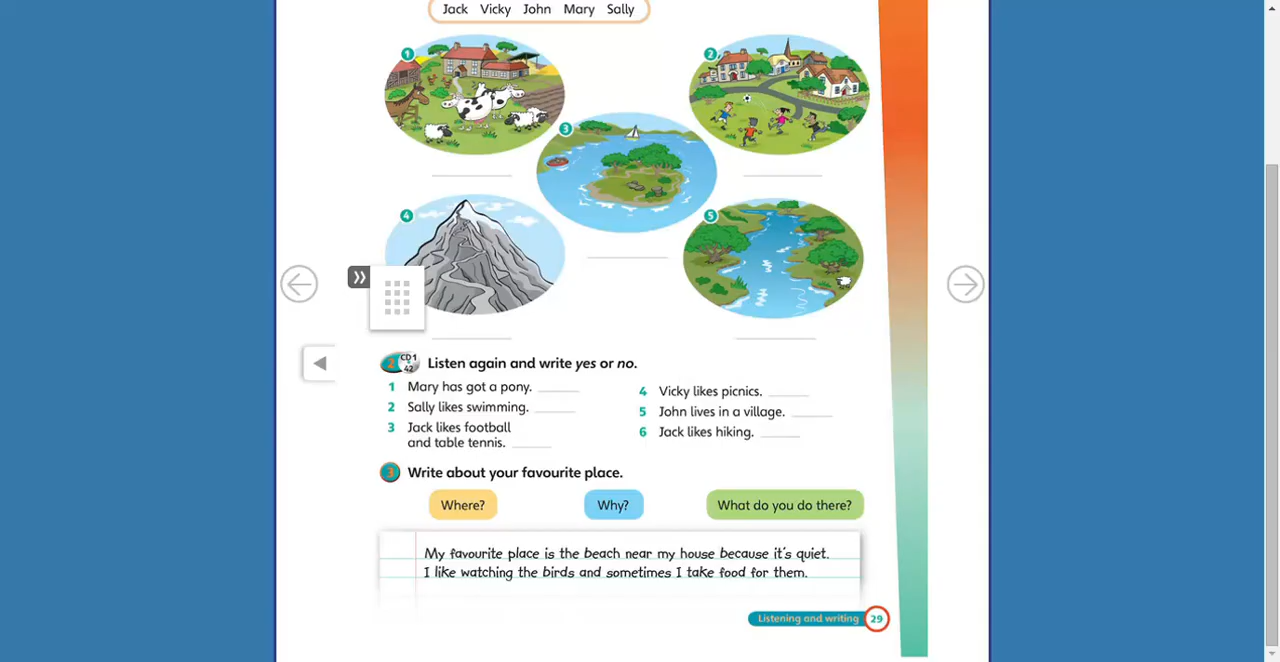 Jack Vicky John Mary Sally
1
2
3
4
5
2 CD1 42 Listen again and write yes or no.
1 Mary has got a pony.
2 Sally likes swimming.
3 Jack likes football
and table tennis.
4 Vicky likes picnics.
5 John lives in a village.
6 Jack likes hiking.
3 Write about your favourite place.
Where? Why? What do you do there?
My favourite place is the beach near my house because it's quiet.
I like watching the birds and sometimes I take food for them.
Listening and writing 29